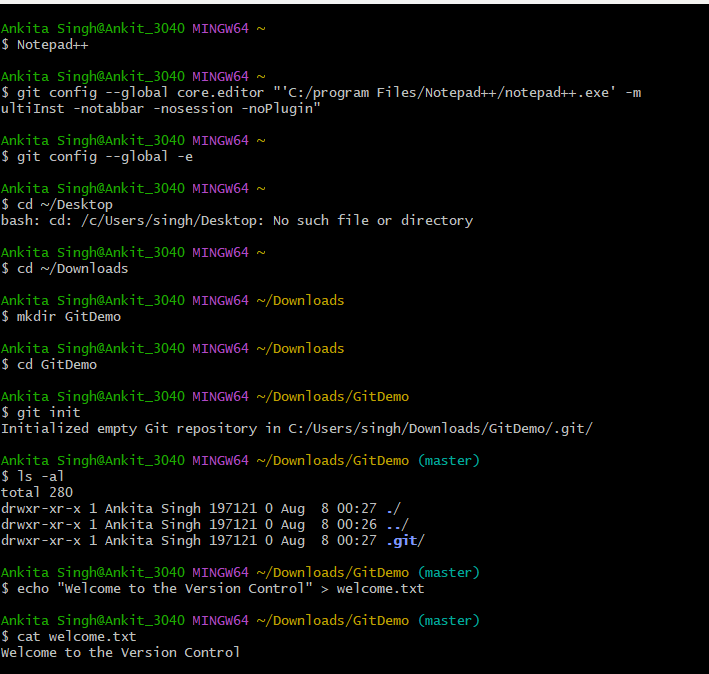 Ankita Singh@Ankit_3040 MINGW64 ~
$ Notepad++
Ankita Singh@Ankit_3040 MINGW64 ~
$ git config --global core.editor "'C:/program Files/Notepad++/notepad++.exe' -m
ultiInst -notabbar -nosession -noPlugin"
Ankita Singh@Ankit_3040 MINGW64 ~
$ git config --global -e
Ankita Singh@Ankit_3040 MINGW64 ~
$ cd ~/Desktop
bash: cd: /c/Users/singh/Desktop: No such file or directory
Ankita Singh@Ankit_3040 MINGW64 ~
$ cd ~/Downloads
Ankita Singh@Ankit_3040 MINGW64 ~/Downloads
$ mkdir GitDemo
Ankita Singh@Ankit_3040 MINGW64 ~/Downloads
$ cd GitDemo
Ankita Singh@Ankit_3040 MINGW64 ~/Downloads/GitDemo
$ git init
Initialized empty Git repository in C:/Users/singh/Downloads/GitDemo/.git/
Ankita Singh@Ankit_3040 MINGW64 ~/Downloads/GitDemo (master)
$ ls -al
total 280
drwxr-xr-x 1 Ankita Singh 197121 0 Aug  8 00:27 ./
drwxr-xr-x 1 Ankita Singh 197121 0 Aug  8 00:26 ../
drwxr-xr-x 1 Ankita Singh 197121 0 Aug  8 00:27 .git/
Ankita Singh@Ankit_3040 MINGW64 ~/Downloads/GitDemo (master)
$ echo "Welcome to the Version Control" > welcome.txt
Ankita Singh@Ankit_3040 MINGW64 ~/Downloads/GitDemo (master)
$ cat welcome.txt
Welcome to the Version Control